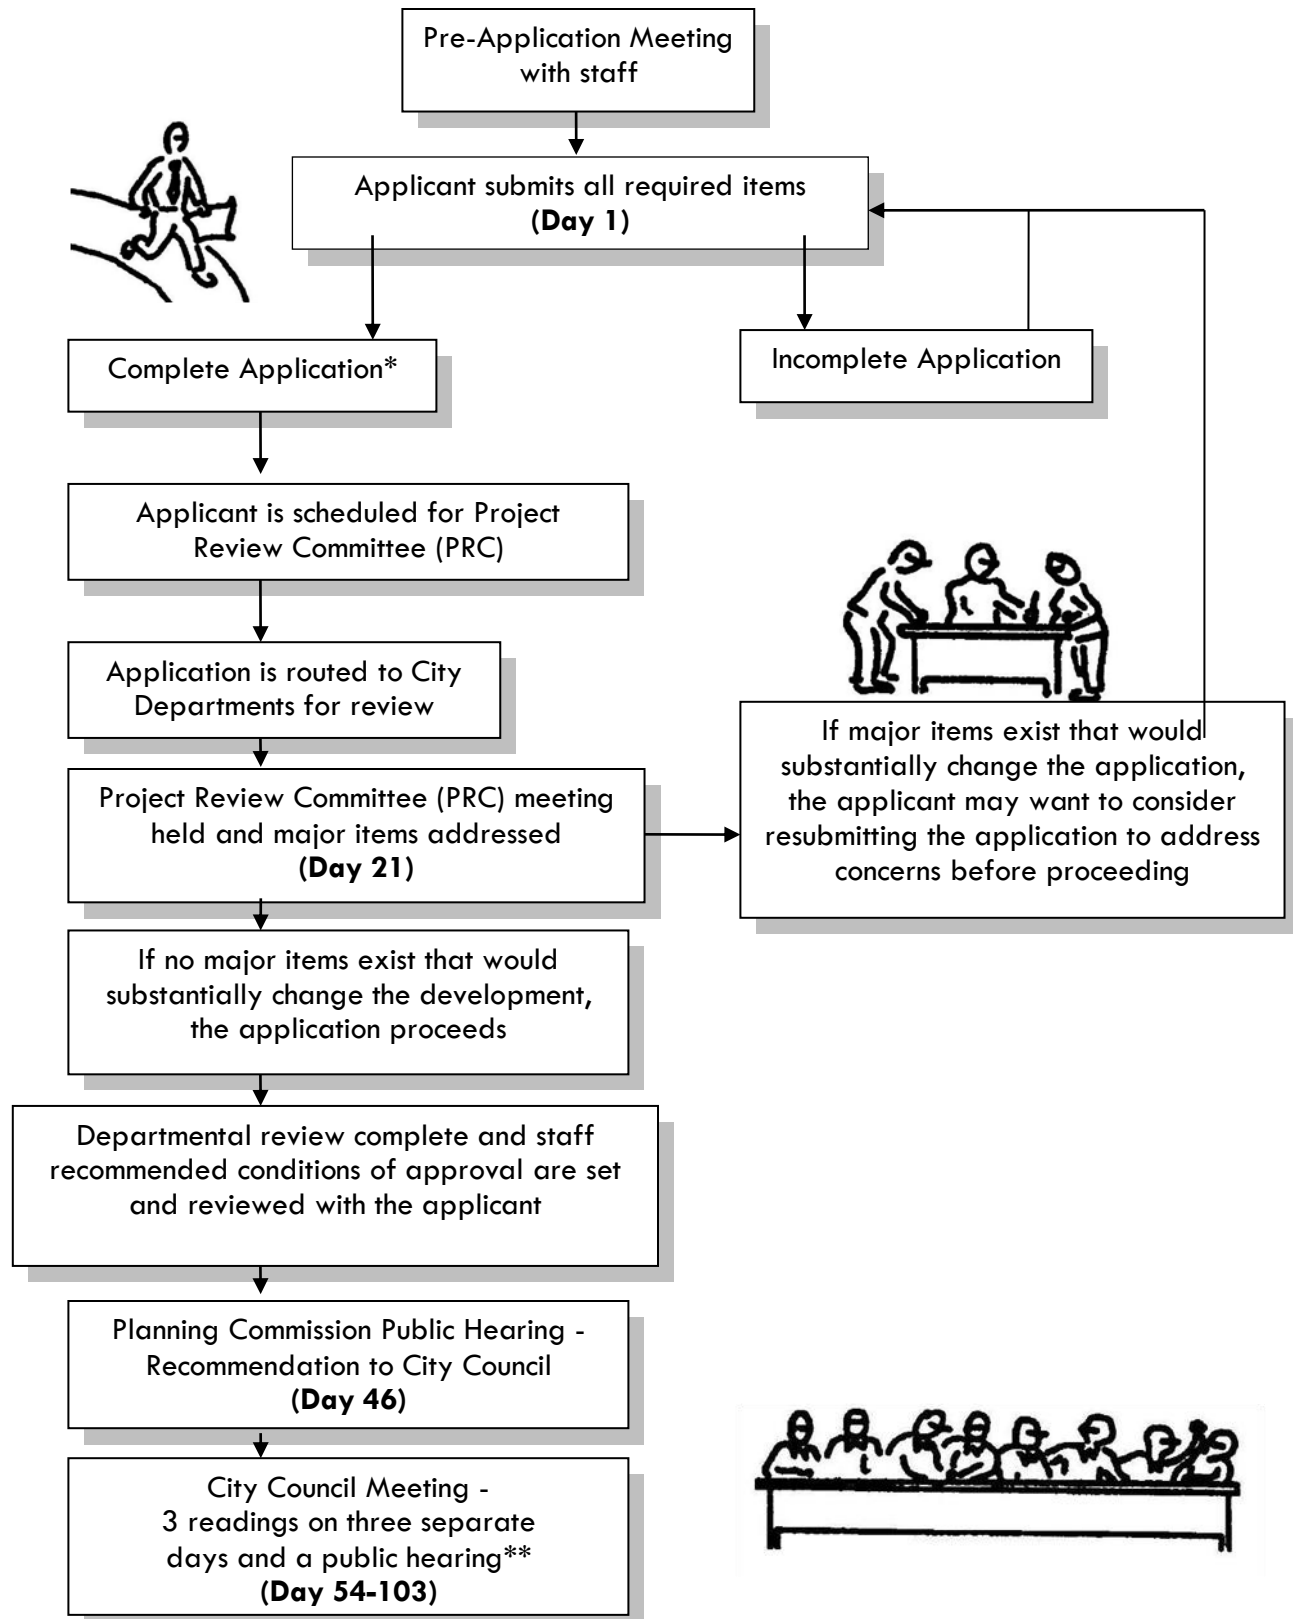 Pre-Application Meeting
with staff
Applicant submits all required items
(Day 1)
Complete Application*
Incomplete Application
Applicant is scheduled for Project
Review Committee (PRC)
Application is routed to City
Departments for review
Project Review Committee (PRC) meeting
held and major items addressed
(Day 21)
If major items exist that would
substantially change the application,
the applicant may want to consider
resubmitting the application to address
concerns before proceeding
If no major items exist that would
substantially change the development,
the application proceeds
Departmental review complete and staff
recommended conditions of approval are set
and reviewed with the applicant
Planning Commission Public Hearing -
Recommendation to City Council
(Day 46)
City Council Meeting -
3 readings on three separate
days and a public hearing**
(Day 54-103)